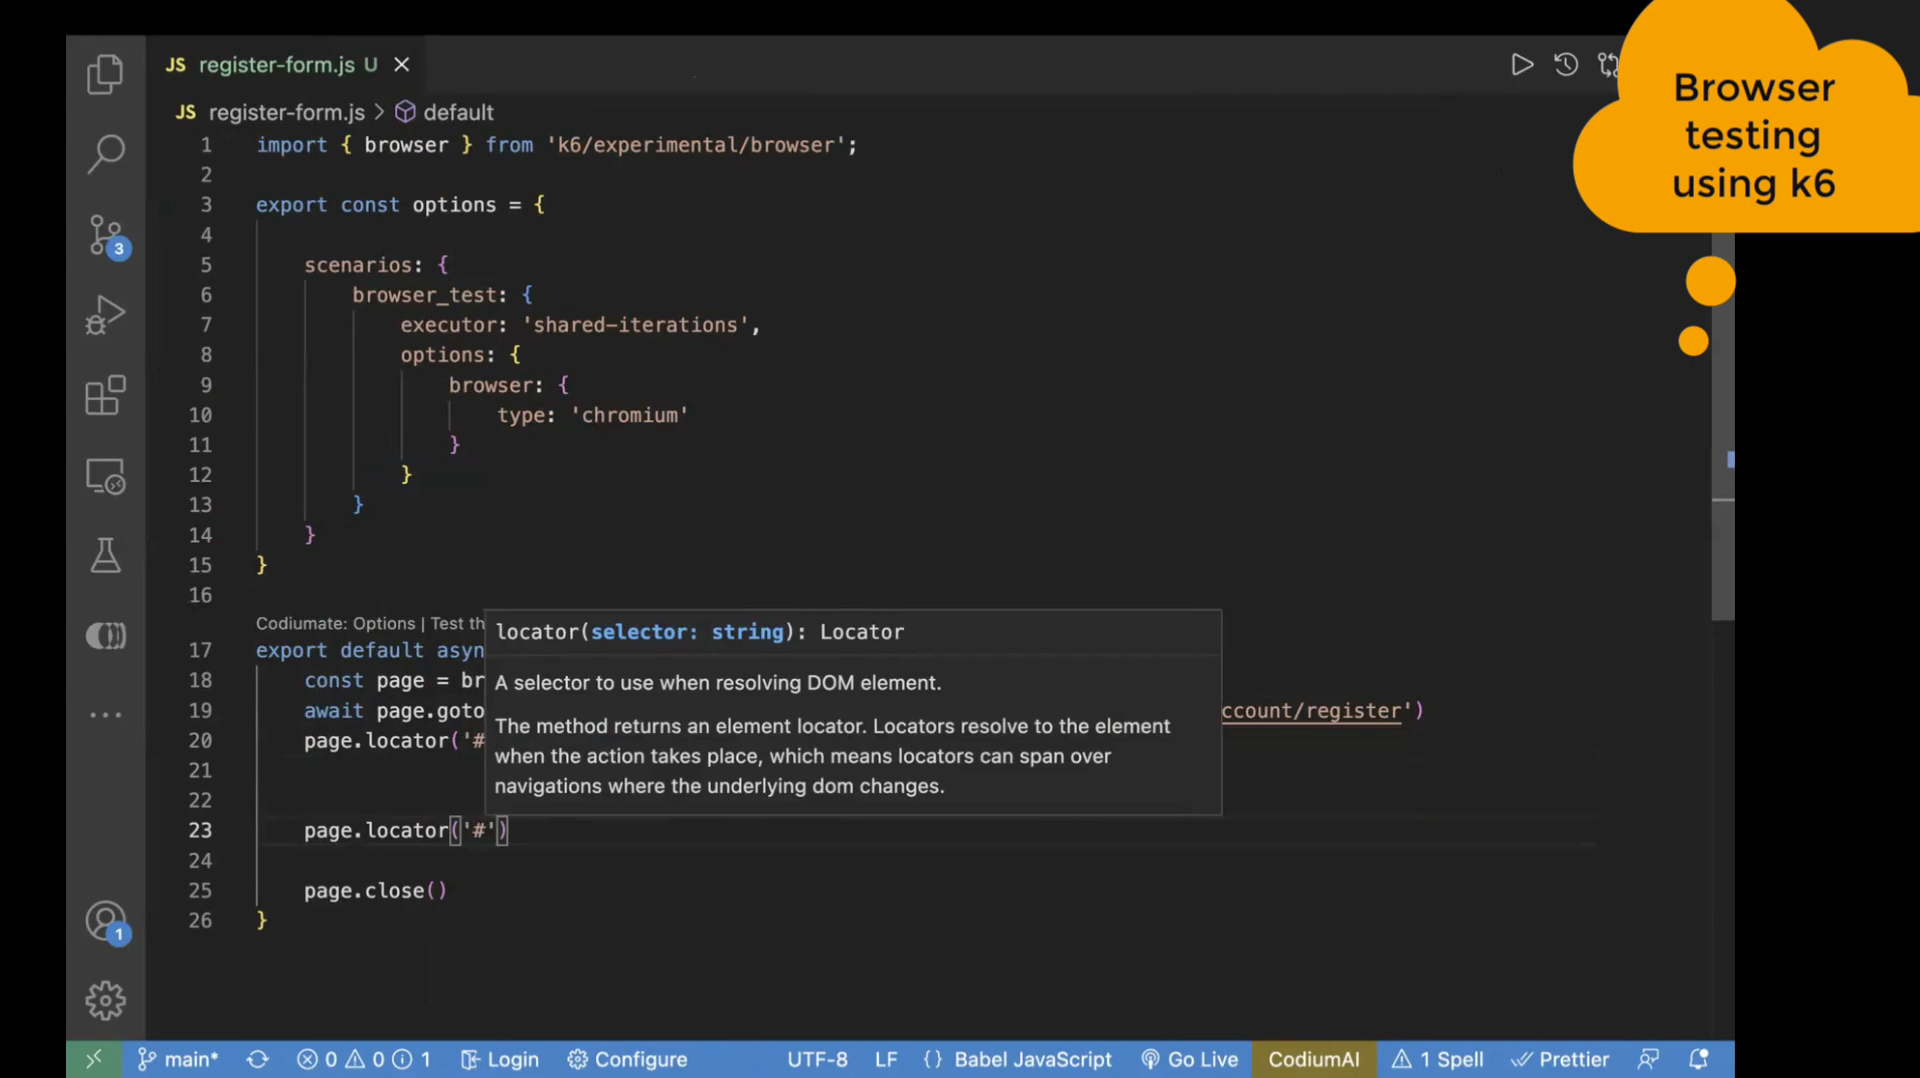 Browser
testing
using k6
JS register-form.js U
JS register-form.js > default
1 import { browser } from 'k6/experimental/browser';
2
3 export const options = {
4
5 scenarios: {
6 browser_test: {
7 executor: 'shared-iterations',
8 options: {
9 browser: {
10 type: 'chromium'
11 }
12 }
13 }
14 }
15 }
16
Codiumate: Options | Test th
17 export default asyn
18 const page = br
19 await page.goto ccount/register')
20 page.locator('#
21
22
23 page.locator('#')
24
25 page.close()
26 }
locator(selector: string): Locator
A selector to use when resolving DOM element.
The method returns an element locator. Locators resolve to the element
when the action takes place, which means locators can span over
navigations where the underlying dom changes.
3
1
main* 0 0 1 Login Configure UTF-8 LF {} Babel JavaScript Go Live CodiumAI 1 Spell Prettier